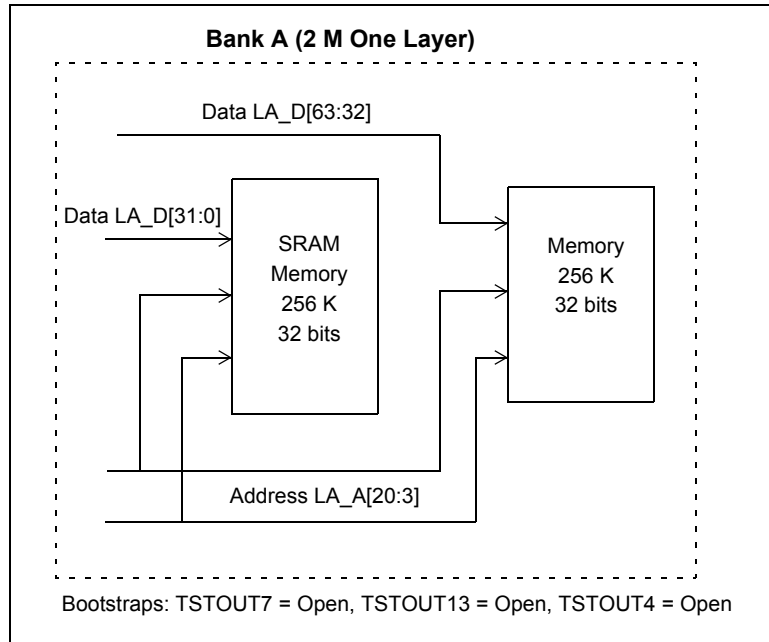 Bank A (2 M One Layer)
Data LA_D[63:32]
Data LA_D[31:0]
SRAM
Memory
256 K
32 bits
Memory
256 K
32 bits
Address LA_A[20:3]
Bootstraps: TSTOUT7 = Open, TSTOUT13 = Open, TSTOUT4 = Open